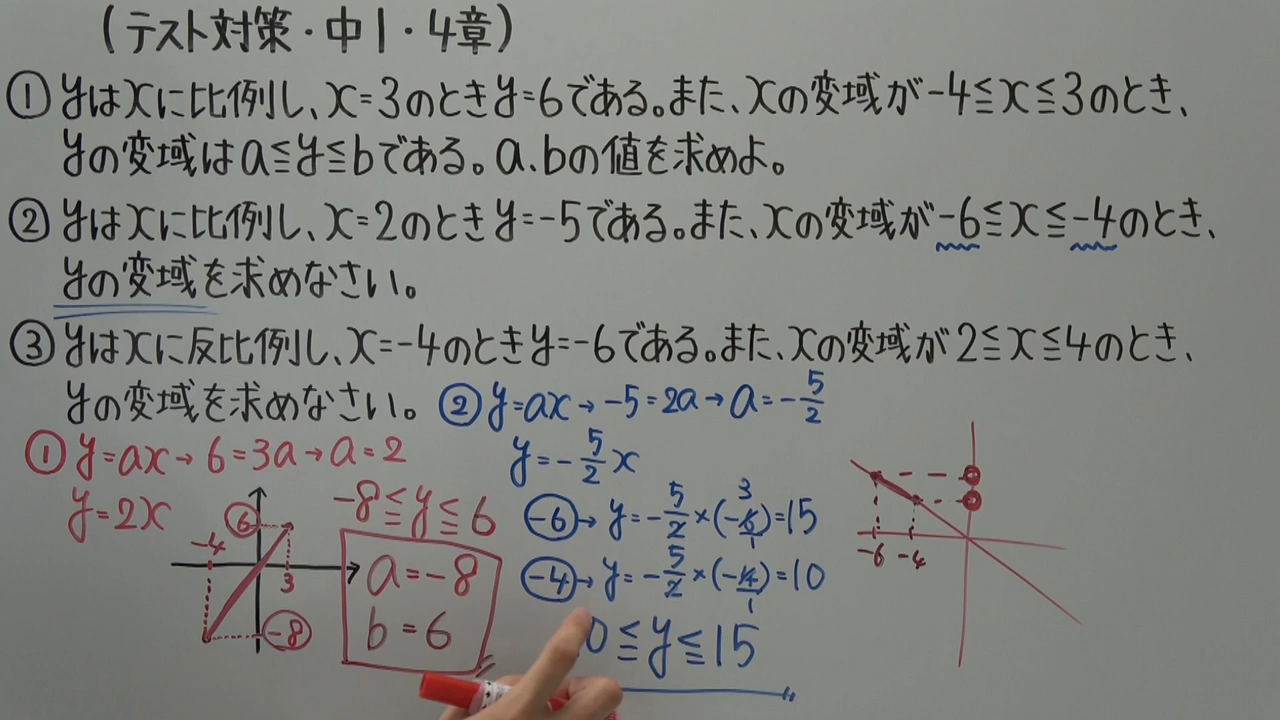 (テスト対策・中1・4章)
① yはxに比例し、x=3のときy=6である。また、xの変域が-4≦x≦3のとき、
yの変域はa≦y≦bである。a.bの値を求めよ。
② yはxに比例し、x=2のときy=-5である。また、xの変域が-6≦x≦-4のとき、
yの変域を求めなさい。
③ yはxに反比例し、x=-4のときy=-6である。また、xの変域が2≦x≦4のとき、
yの変域を求めなさい。
① y=ax→6=3a→a=2
y=2x
-8≦y≦6
6
-4
3
-8
a=-8
b=6
② y=ax→-5=2a→a=-5/2
y=-5/2x
-6→y=-5/2×(-6)=15
3
1
-4→y=-5/2×(-4)=10
1
0≦y≦15
-6 -4